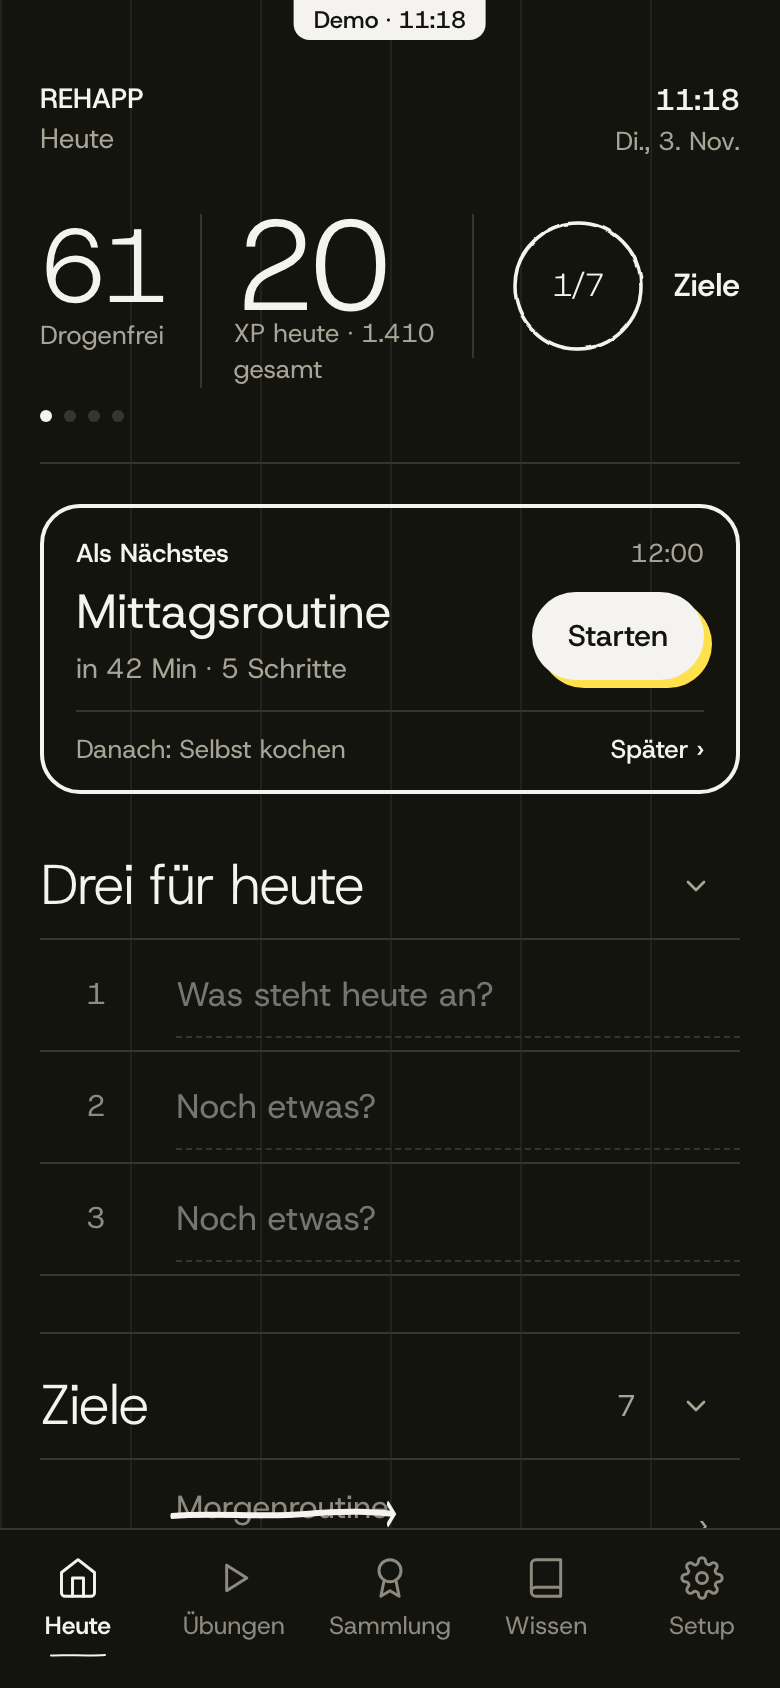 Demo · 11:18
REHAPP
11:18
Heute
Di., 3. Nov.
61
Drogenfrei
20
XP heute · 1.410
gesamt
1/7
Ziele
Als Nächstes
12:00
Mittagsroutine
in 42 Min · 5 Schritte
Starten
Danach: Selbst kochen
Später ›
Drei für heute
1
Was steht heute an?
2
Noch etwas?
3
Noch etwas?
Ziele
7
Morgenroutine
Heute
Übungen
Sammlung
Wissen
Setup